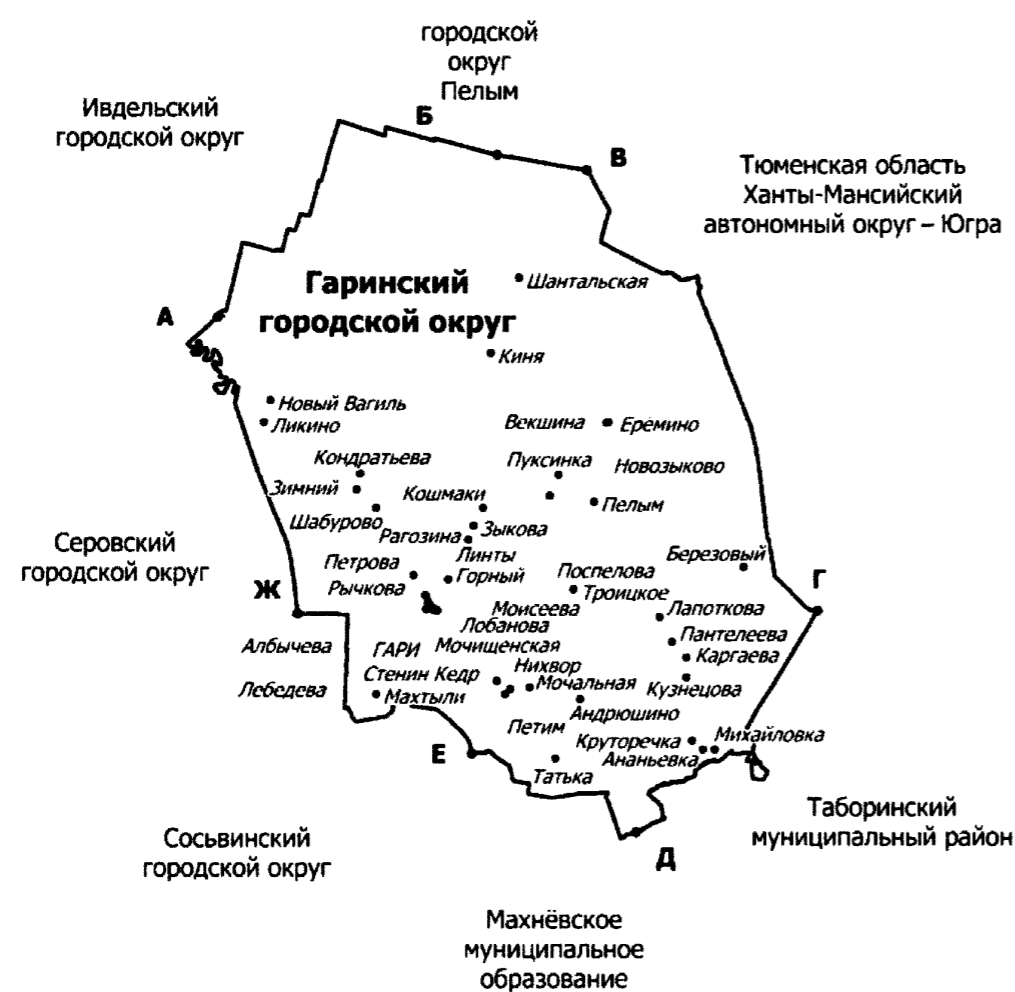 городской
округ
Пелым
Ивдельский
городской округ
Б
В
Тюменская область
Ханты-Мансийский
автономный округ – Югра
Гаринский
городской округ
А
Шантальская
Киня
Новый Вагиль
Ликино
Векшина
Ерёмино
Кондратьева
Пуксинка
Новозыково
Зимний
Кошмаки
Пелым
Шабурово
Рагозина
Зыкова
Серовский
городской округ
Линты
Березовый
Петрова
Горный
Поспелова
Рычкова
Троицкое
Ж
Г
Моисеева
Лапоткова
Лобанова
Албычева
ГАРИ
Мочищенская
Пантелеева
Каргаева
Стенин Кедр
Нихвор
Лебедева
Махтыли
Мочальная
Кузнецова
Андрюшино
Петим
Круторечка
Михайловка
Е
Ананьевка
Татька
Таборинский
муниципальный район
Сосьвинский
городской округ
Д
Махнёвское
муниципальное
образование